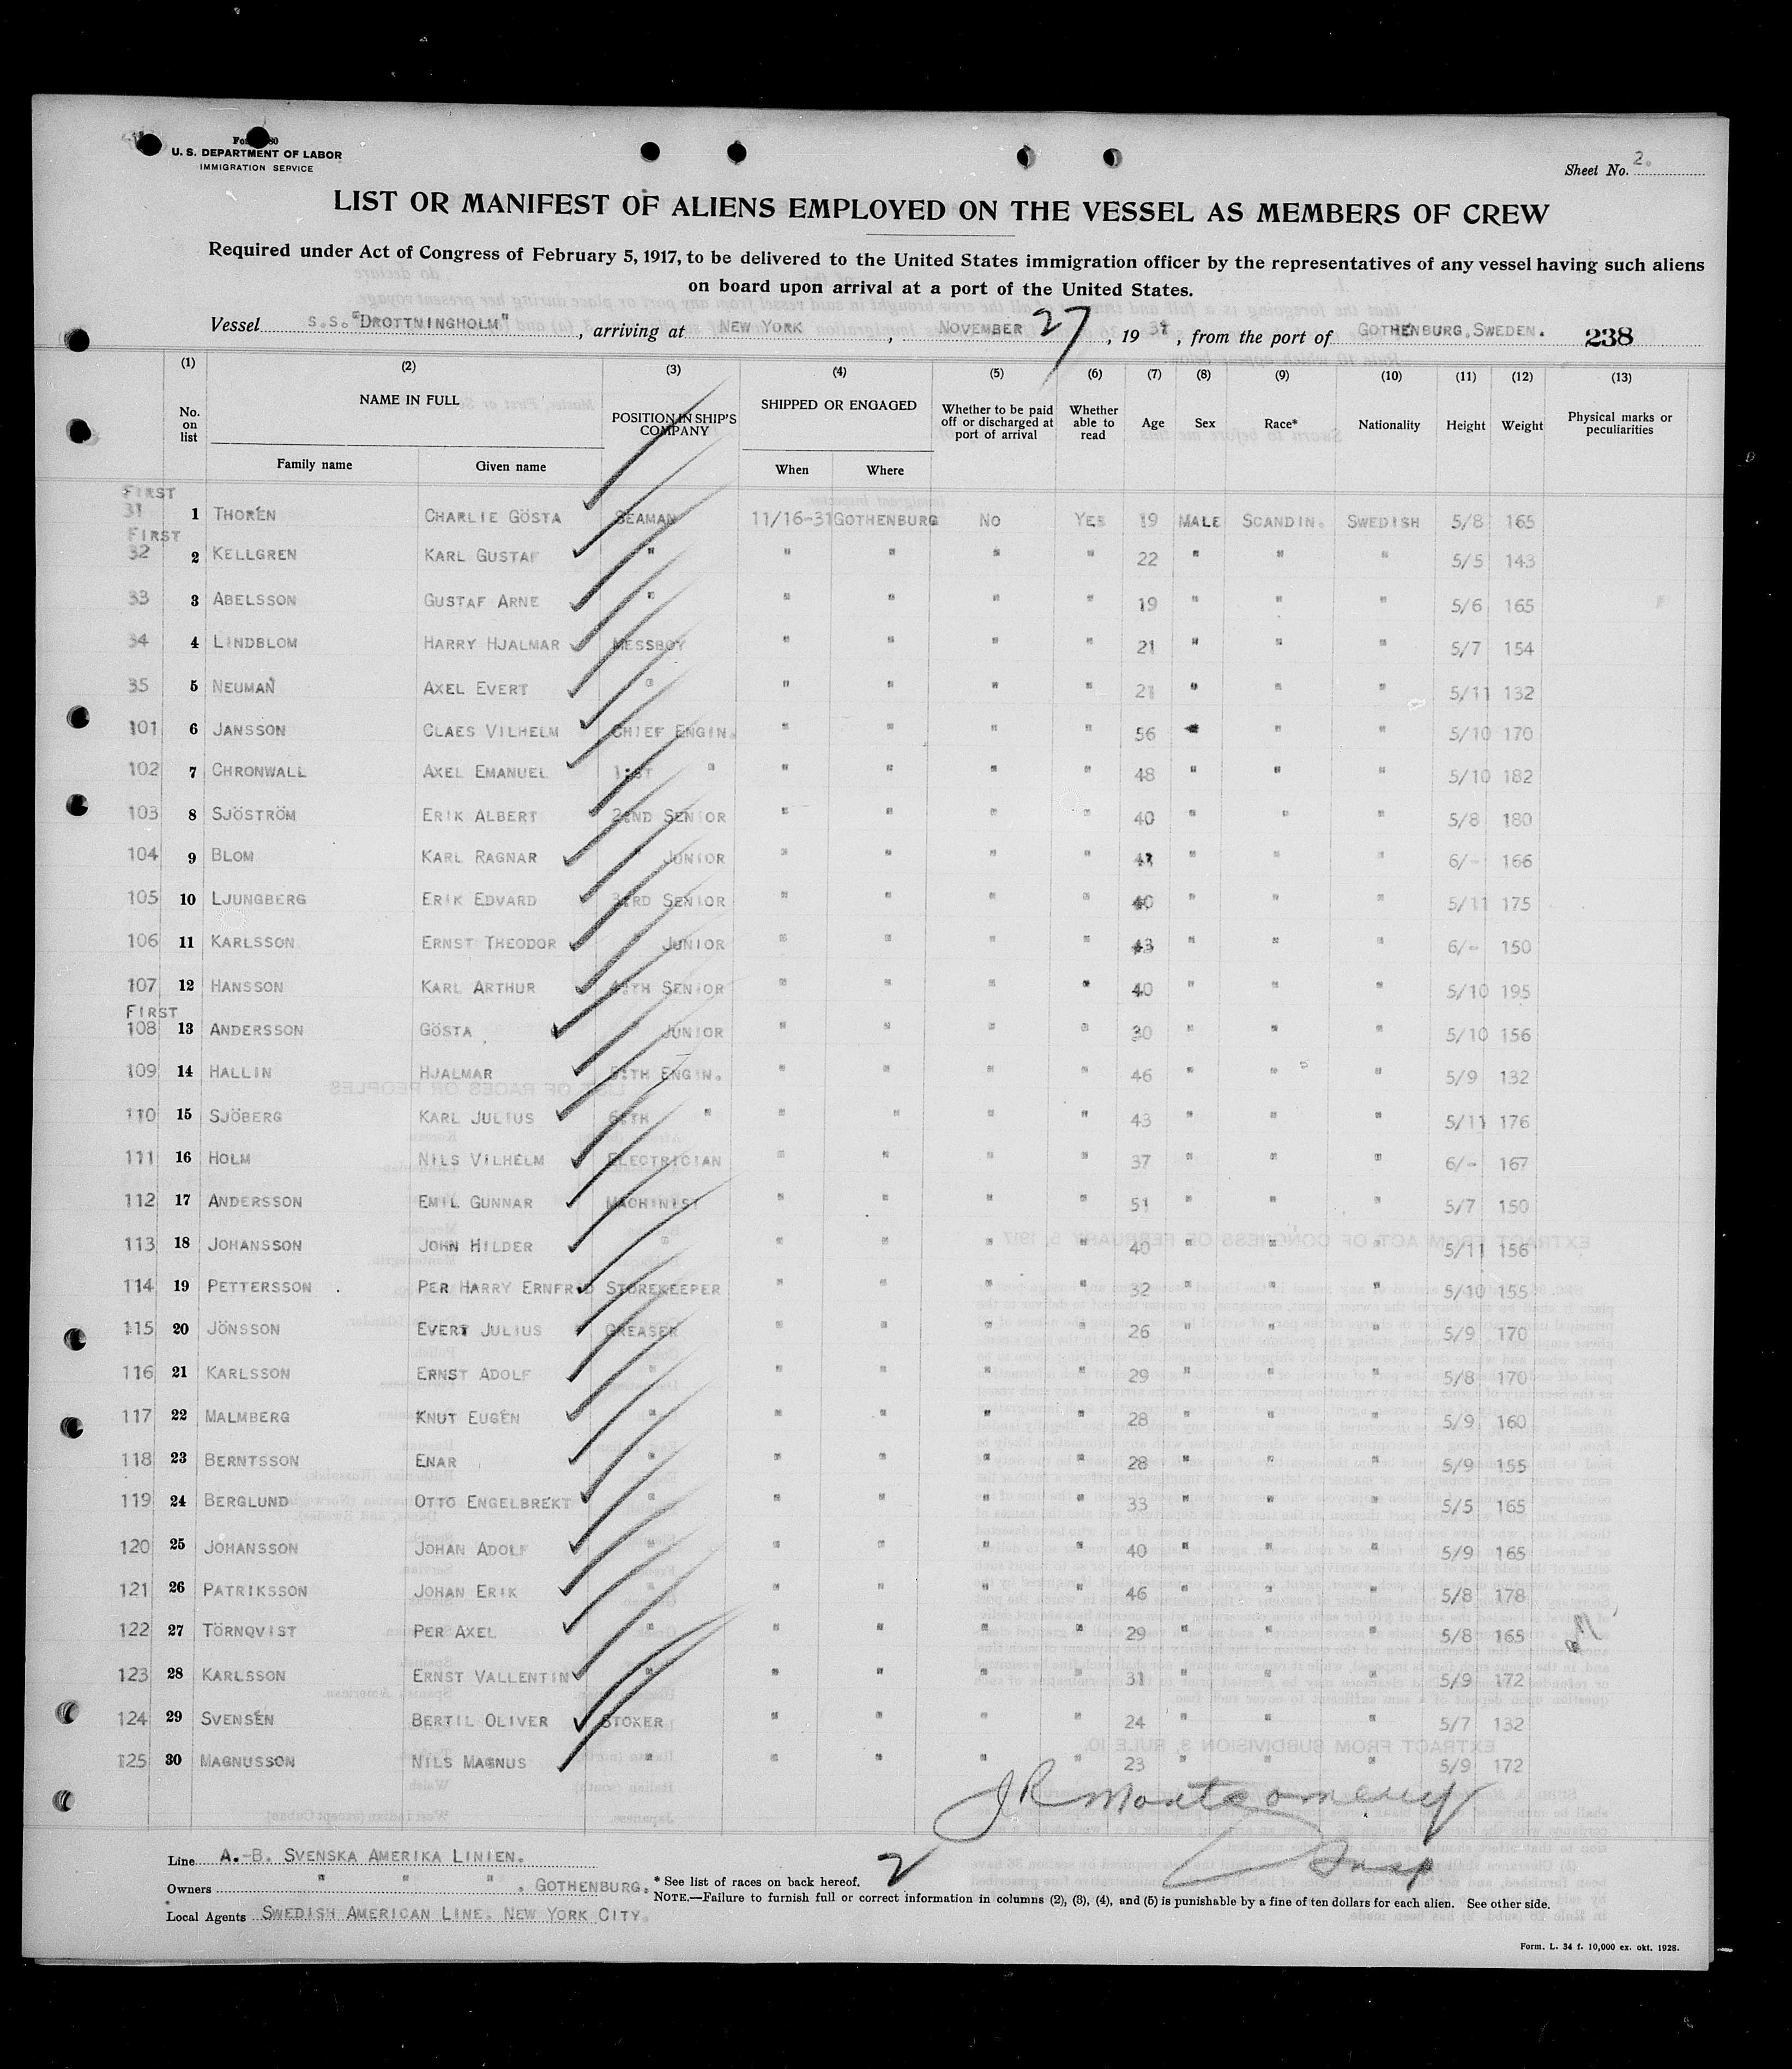 U. S. DEPARTMENT OF LABOR
IMMIGRATION SERVICE
Sheet No. 2.
LIST OR MANIFEST OF ALIENS EMPLOYED ON THE VESSEL AS MEMBERS OF CREW
Required under Act of Congress of February 5, 1917, to be delivered to the United States immigration officer by the representatives of any vessel having such aliens
on board upon arrival at a port of the United States.
Vessel S.S. "DROTTNINGHOLM", arriving at NEW YORK, NOVEMBER 27, 1931, from the port of GOTHENBURG. SWEDEN. 238
(1) (2) (3) (4) (5) (6) (7) (8) (9) (10) (11) (12) (13)
No. on list NAME IN FULL POSITION IN SHIP'S COMPANY SHIPPED OR ENGAGED Whether to be paid off or discharged at port of arrival Whether able to read Age Sex Race* Nationality Height Weight Physical marks or peculiarities
Family name Given name When Where
FIRST
31 1 THORÉN CHARLIE GÖSTA SEAMAN 11/16-31 GOTHENBURG NO YES 19 MALE SCANDIN. SWEDISH 5/8 165
FIRST
32 2 KELLGREN KARL GUSTAF " " " " " 22 " " " 5/5 143
33 3 ABELSSON GUSTAF ARNE " " " " " 19 " " " 5/6 165
34 4 LINDBLOM HARRY HJALMAR MESSBOY " " " " 21 " " " 5/7 154
35 5 NEUMAN AXEL EVERT " " " " " 21 " " " 5/11 132
101 6 JANSSON CLAES VILHELM CHIEF ENGIN. " " " " 56 " " " 5/10 170
102 7 CHRONWALL AXEL EMANUEL 1:ST " " " " " 48 " " " 5/10 182
103 8 SJÖSTRÖM ERIK ALBERT 2:ND SENIOR " " " " 40 " " " 5/8 180
104 9 BLOM KARL RAGNAR " JUNIOR " " " " " " " 6/- 166
105 10 LJUNGBERG ERIK EDVARD 3:RD SENIOR " " " " 40 " " " 5/11 175
106 11 KARLSSON ERNST THEODOR " JUNIOR " " " " 43 " " " 6/- 150
107 12 HANSSON KARL ARTHUR 4:TH SENIOR " " " " 40 " " " 5/10 195
FIRST
108 13 ANDERSSON GÖSTA JUNIOR " " " " 30 " " " 5/10 156
109 14 HALLIN HJALMAR 5:TH ENGIN. " " " " 46 " " " 5/9 132
110 15 SJÖBERG KARL JULIUS 6:TH " " " " " 43 " " " 5/11 176
111 16 HOLM NILS VILHELM ELECTRICIAN " " " " 37 " " " 6/- 167
112 17 ANDERSSON EMIL GUNNAR MACHINIST " " " " 51 " " " 5/7 150
113 18 JOHANSSON JOHN HILDER " " " " " 40 " " " 5/11 156
114 19 PETTERSSON PER HARRY ERNFRID STOREKEEPER " " " " 32 " " " 5/10 155
115 20 JÖNSSON EVERT JULIUS GREASER " " " " 26 " " " 5/9 170
116 21 KARLSSON ERNST ADOLF " " " " " 29 " " " 5/8 170
117 22 MALMBERG KNUT EUGÉN " " " " " 28 " " " 5/9 160
118 23 BERNTSSON ENAR " " " " " 28 " " " 5/9 155
119 24 BERGLUND OTTO ENGELBREKT " " " " " 33 " " " 5/5 165
120 25 JOHANSSON JOHAN ADOLF " " " " " 40 " " " 5/9 165
121 26 PATRIKSSON JOHAN ERIK " " " " " 46 " " " 5/8 178
122 27 TÖRNQVIST PER AXEL " " " " " 29 " " " 5/8 165
123 28 KARLSSON ERNST VALLENTIN " " " " " 31 " " " 5/9 172
124 29 SVENSÉN BERTIL OLIVER STOKER " " " " 24 " " " 5/7 132
125 30 MAGNUSSON NILS MAGNUS " " " " " 23 " " " 5/9 172
JR Montgomery
Insp
Line A.-B. SVENSKA AMERIKA LINIEN.
2
Owners " " " . GOTHENBURG.
* See list of races on back hereof.
NOTE.—Failure to furnish full or correct information in columns (2), (3), (4), and (5) is punishable by a fine of ten dollars for each alien. See other side.
Local Agents SWEDISH AMERICAN LINE. NEW YORK CITY.
Form. L. 34 f. 10,000 ex. okt. 1928.